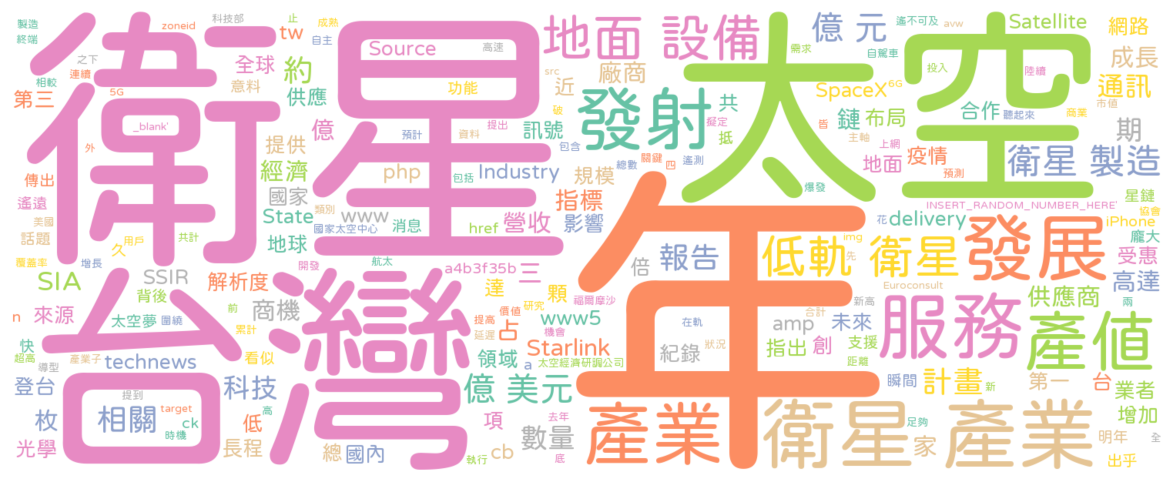 衛星
太空
台灣
年
地面 設備
億 元
Satellite
網路
成長
通訊
Source
高速
功能
tw
zoneid
科技部
製造
終端
止
成熟
自主
之下
相較
連續
5G
全球
約
第三
意料
供應
_blank'
外
億
提供
預計
資料
提出
訊號
近
src
廠商
破
包含
發射
共
擬定
抵
需求
遙不可及
avw
自駕車
投入
陸續
SpaceX
6G
鏈
布局
皆
主軸
上網
合作
聽起來
商業
市值
期
地面
疫情
預測
衛星 製造
星鏈
傳出
遙遠
美國
話題
經濟
國家
State
類別
國家太空中心
地球
php
包括
Industry
www
消息
href
營收
規模
指標
影響
總數
關鍵
四
遙測
爆發
INSERT_RANDOM_NUMBER_HERE'
花
delivery
iPhone
協會
龐大
受惠
高達
久
用戶
共計
覆蓋率
增長
SIA
背後
SSIR
解析度
航太
開發
a4b3f35b
三
達
顆
福爾摩沙
倍
報告
低軌 衛星
img
先
Euroconsult
發展
n
來源
太空夢
圍繞
前
累計
商機
快
超高
產業子
導型
technews
看似
提高
延遲
占
價值
研究
機會
www5
Starlink
領域
a
太空經濟研調公司
在軌
紀錄
狀況
amp
合計
指出
創
新高
未來
支援
距離
服務
供應商
兩
產值
登台
科技
枚
光學
提到
相關
target
ck
時機
低
高
長程
總
國內
億 美元
項
執行
cb
數量
去年
底
產業
衛星 產業
瞬間
計畫
新
足夠
家
第一
台
業者
增加
明年
出乎
全